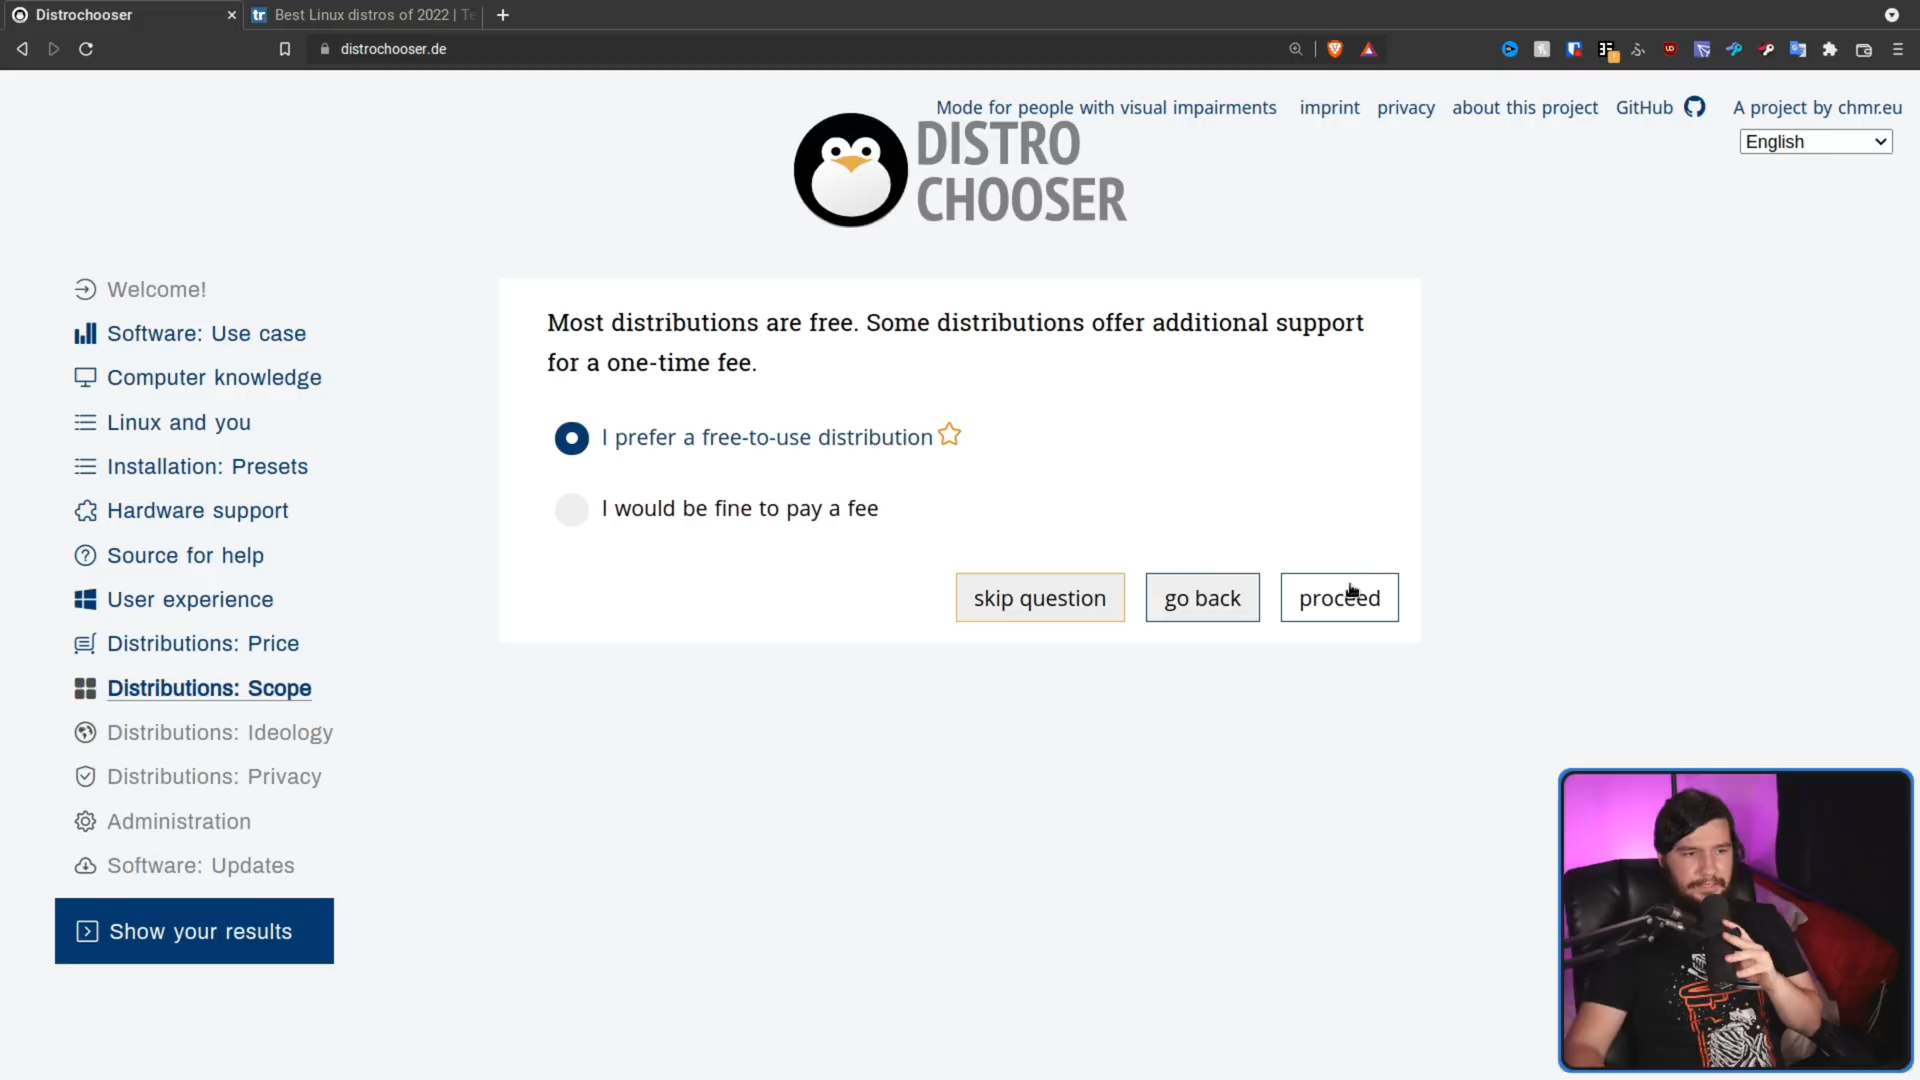 Distrochooser
tr Best Linux distros of 2022 | Te
distrochooser.de
Mode for people with visual impairments imprint privacy about this project GitHub A project by chmr.eu
English
DISTRO
CHOOSER
Welcome!
Software: Use case
Computer knowledge
Linux and you
Installation: Presets
Hardware support
Source for help
User experience
Distributions: Price
Distributions: Scope
Distributions: Ideology
Distributions: Privacy
Administration
Software: Updates
Show your results
Most distributions are free. Some distributions offer additional support
for a one-time fee.
I prefer a free-to-use distribution
I would be fine to pay a fee
skip question go back proceed